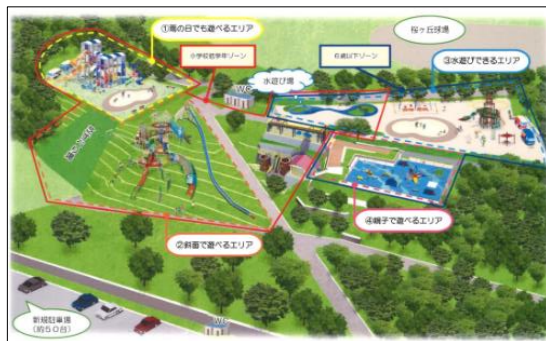 ①雨の日でも遊べるエリア
桜ヶ丘球場
小学校低学年ゾーン
6歳以下ゾーン
③水遊びできるエリア
水遊び場
WC
④親子で遊べるエリア
②斜面で遊べるエリア
新規駐車場
(約50台)
WC